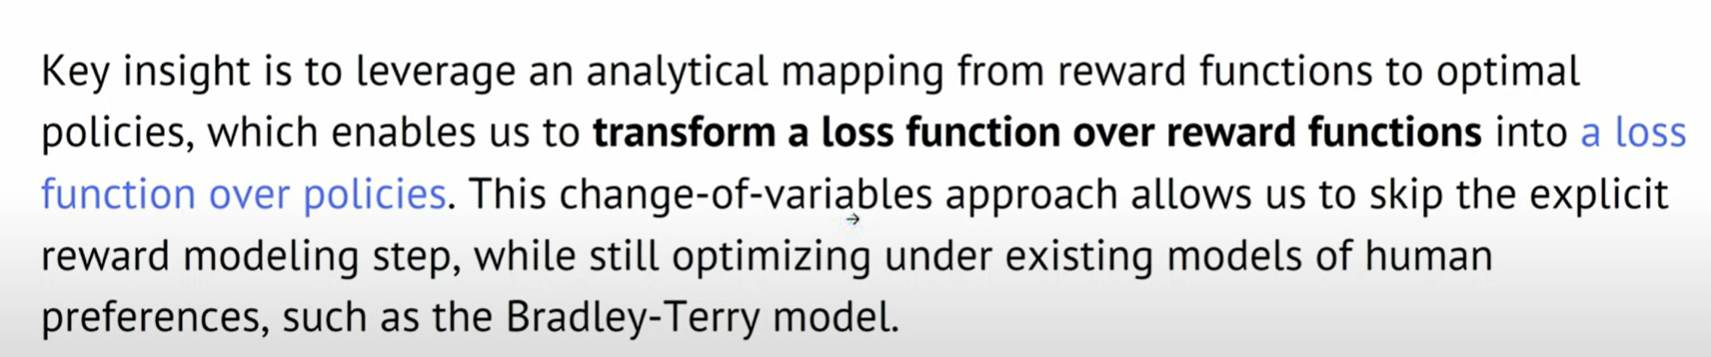 Key insight is to leverage an analytical mapping from reward functions to optimal
policies, which enables us to transform a loss function over reward functions into a loss
function over policies. This change-of-variables approach allows us to skip the explicit
reward modeling step, while still optimizing under existing models of human
preferences, such as the Bradley-Terry model.